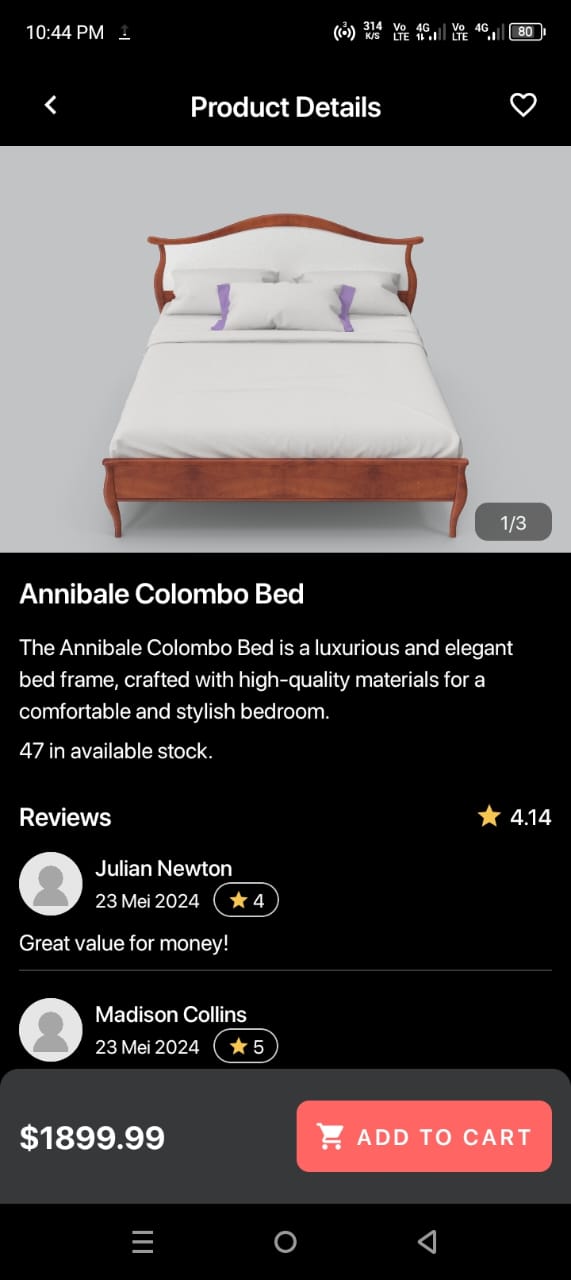 10:44 PM
3 314 K/S Vo LTE 4G Vo LTE 4G 80
Product Details
1/3
Annibale Colombo Bed
The Annibale Colombo Bed is a luxurious and elegant
bed frame, crafted with high-quality materials for a
comfortable and stylish bedroom.
47 in available stock.
Reviews 4.14
Julian Newton
23 Mei 2024 4
Great value for money!
Madison Collins
23 Mei 2024 5
$1899.99 ADD TO CART